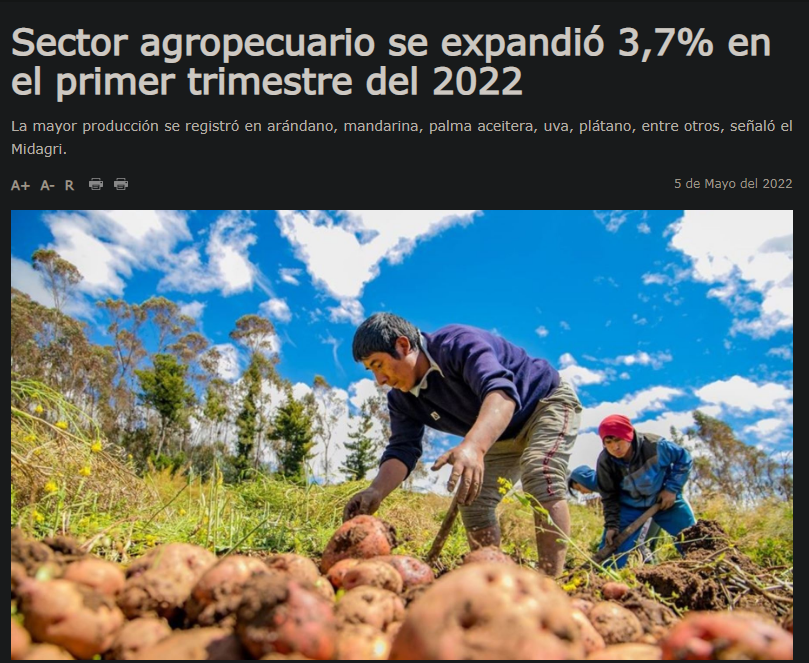 Sector agropecuario se expandió 3,7% en
el primer trimestre del 2022
La mayor producción se registró en arándano, mandarina, palma aceitera, uva, plátano, entre otros, señaló el
Midagri.
A+ A- R
5 de Mayo del 2022